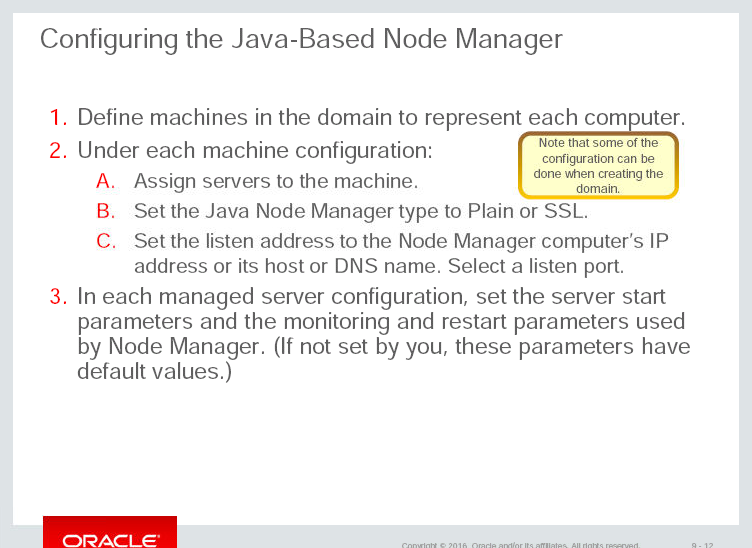 Configuring the Java-Based Node Manager
1. Define machines in the domain to represent each computer.
2. Under each machine configuration:
Note that some of the
configuration can be
done when creating the
domain.
A. Assign servers to the machine.
B. Set the Java Node Manager type to Plain or SSL.
C. Set the listen address to the Node Manager computer's IP
address or its host or DNS name. Select a listen port.
3. In each managed server configuration, set the server start
parameters and the monitoring and restart parameters used
by Node Manager. (If not set by you, these parameters have
default values.)
ORACLE
Copyright © 2016, Oracle and/or its affiliates. All rights reserved.
9 - 12